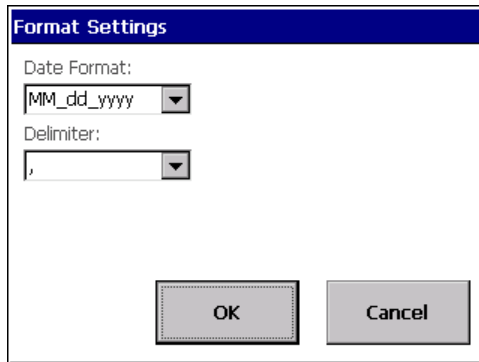 Format Settings
Date Format:
MM_dd_yyyy
Delimiter:
,
OK
Cancel